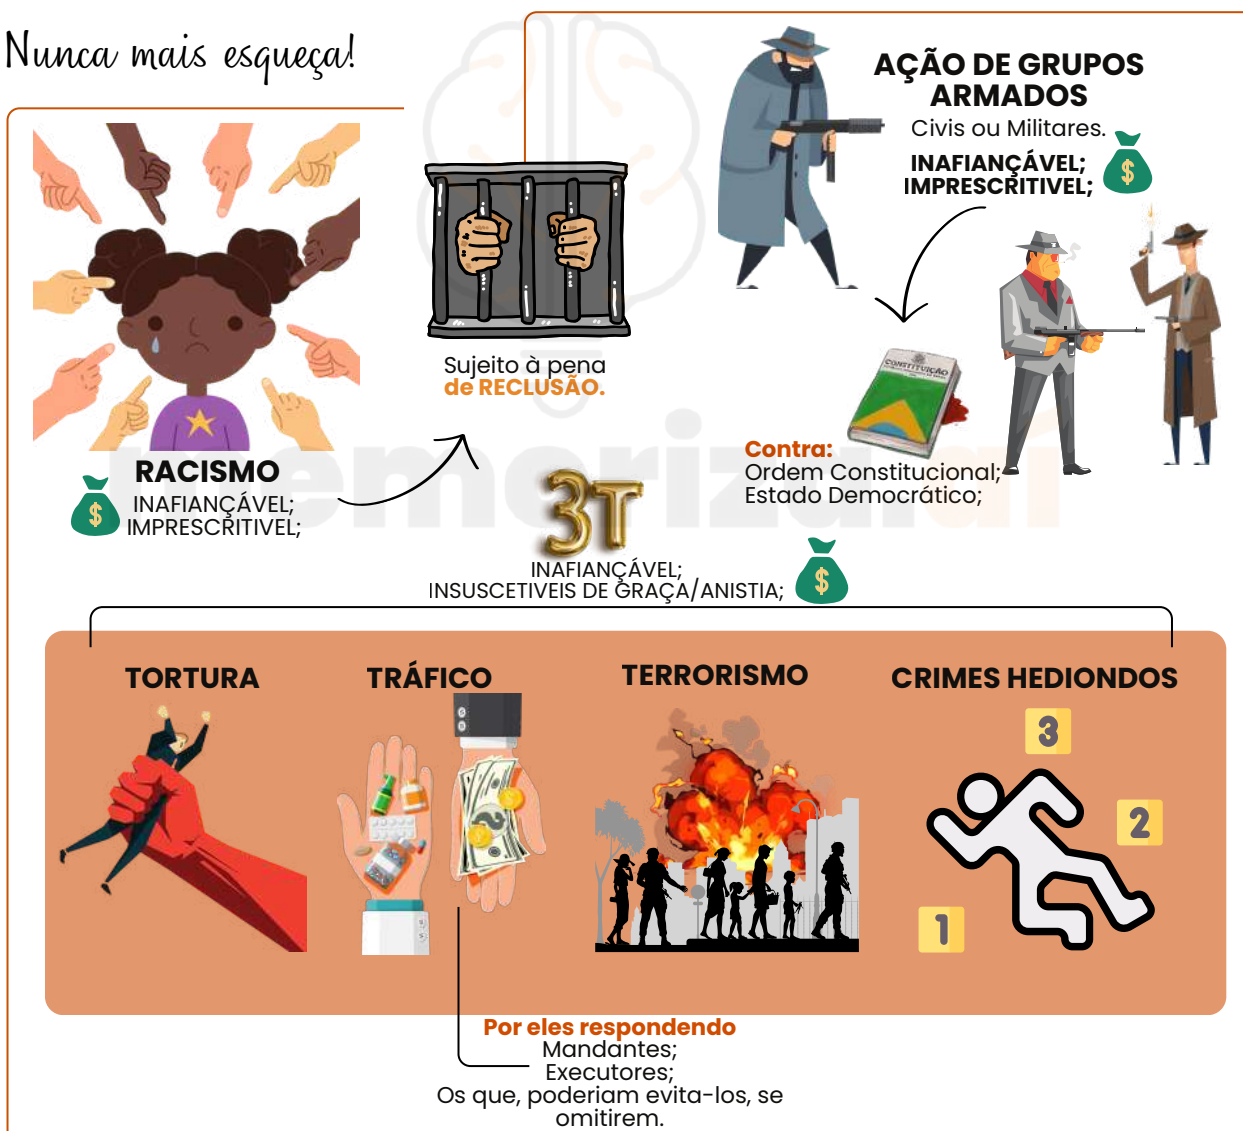 Nunca mais esqueça!
AÇÃO DE GRUPOS
ARMADOS
Civis ou Militares.
INAFIANÇÁVEL;
IMPRESCRITIVEL;
$
CONSTITUIÇÃO
Sujeito à pena
de RECLUSÃO.
Contra:
Ordem Constitucional;
Estado Democrático;
RACISMO
INAFIANÇÁVEL;
IMPRESCRITIVEL;
$
memorizaraí
3T
INAFIANÇÁVEL;
INSUSCETIVEIS DE GRAÇA/ANISTIA;
$
TORTURA
TRÁFICO
TERRORISMO
CRIMES HEDIONDOS
3
2
1
Por eles respondendo
Mandantes;
Executores;
Os que, poderiam evita-los, se
omitirem.